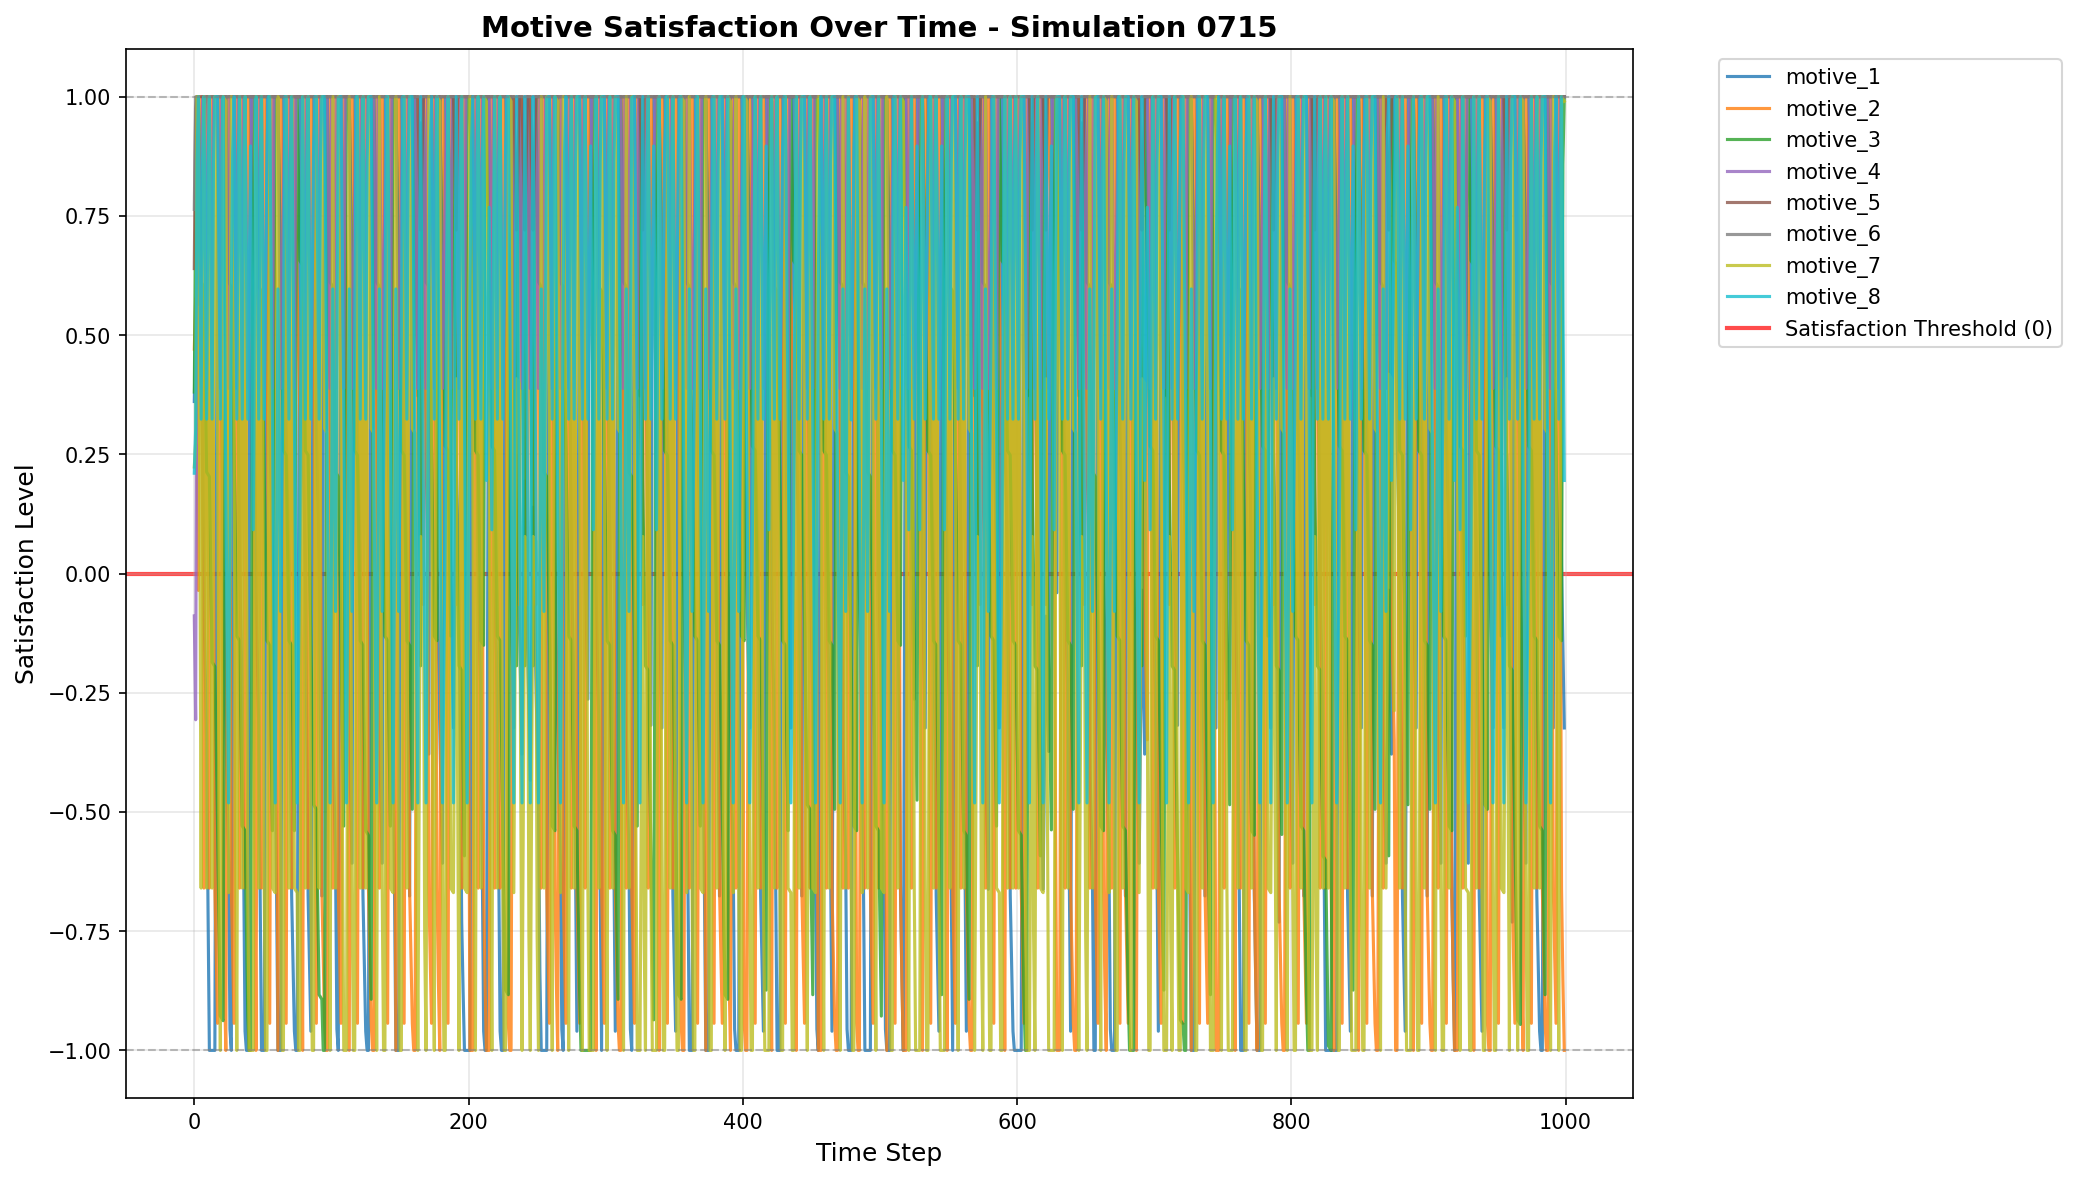 Motive Satisfaction Over Time - Simulation 0715
Satisfaction Level
1.00
0.75
0.50
0.25
0.00
−0.25
−0.50
−0.75
−1.00
0
200
400
600
800
1000
Time Step
motive_1
motive_2
motive_3
motive_4
motive_5
motive_6
motive_7
motive_8
Satisfaction Threshold (0)